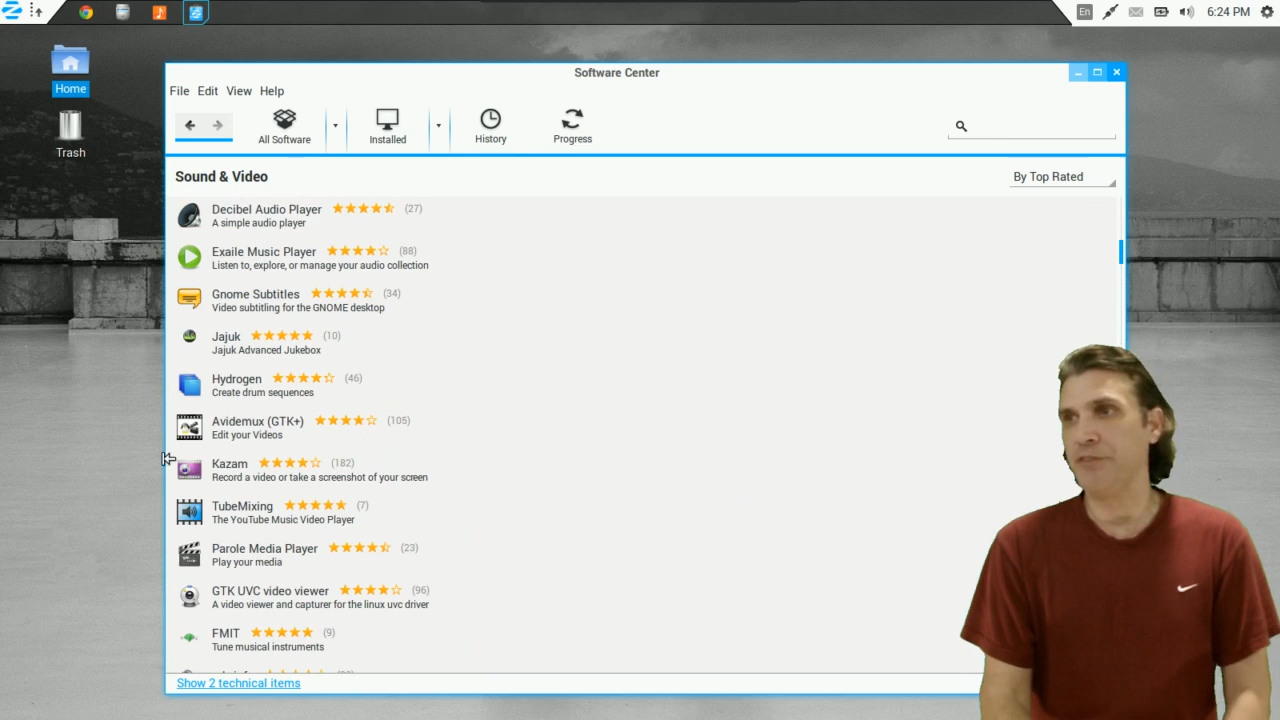 En
6:24 PM
Home
Trash
Software Center
File Edit View Help
All Software
Installed
History
Progress
Sound & Video
By Top Rated
Decibel Audio Player (27)
A simple audio player
Exaile Music Player (88)
Listen to, explore, or manage your audio collection
Gnome Subtitles (34)
Video subtitling for the GNOME desktop
Jajuk (10)
Jajuk Advanced Jukebox
Hydrogen (46)
Create drum sequences
Avidemux (GTK+) (105)
Edit your Videos
Kazam (182)
Record a video or take a screenshot of your screen
TubeMixing (7)
The YouTube Music Video Player
Parole Media Player (23)
Play your media
GTK UVC video viewer (96)
A video viewer and capturer for the linux uvc driver
FMIT (9)
Tune musical instruments
Show 2 technical items